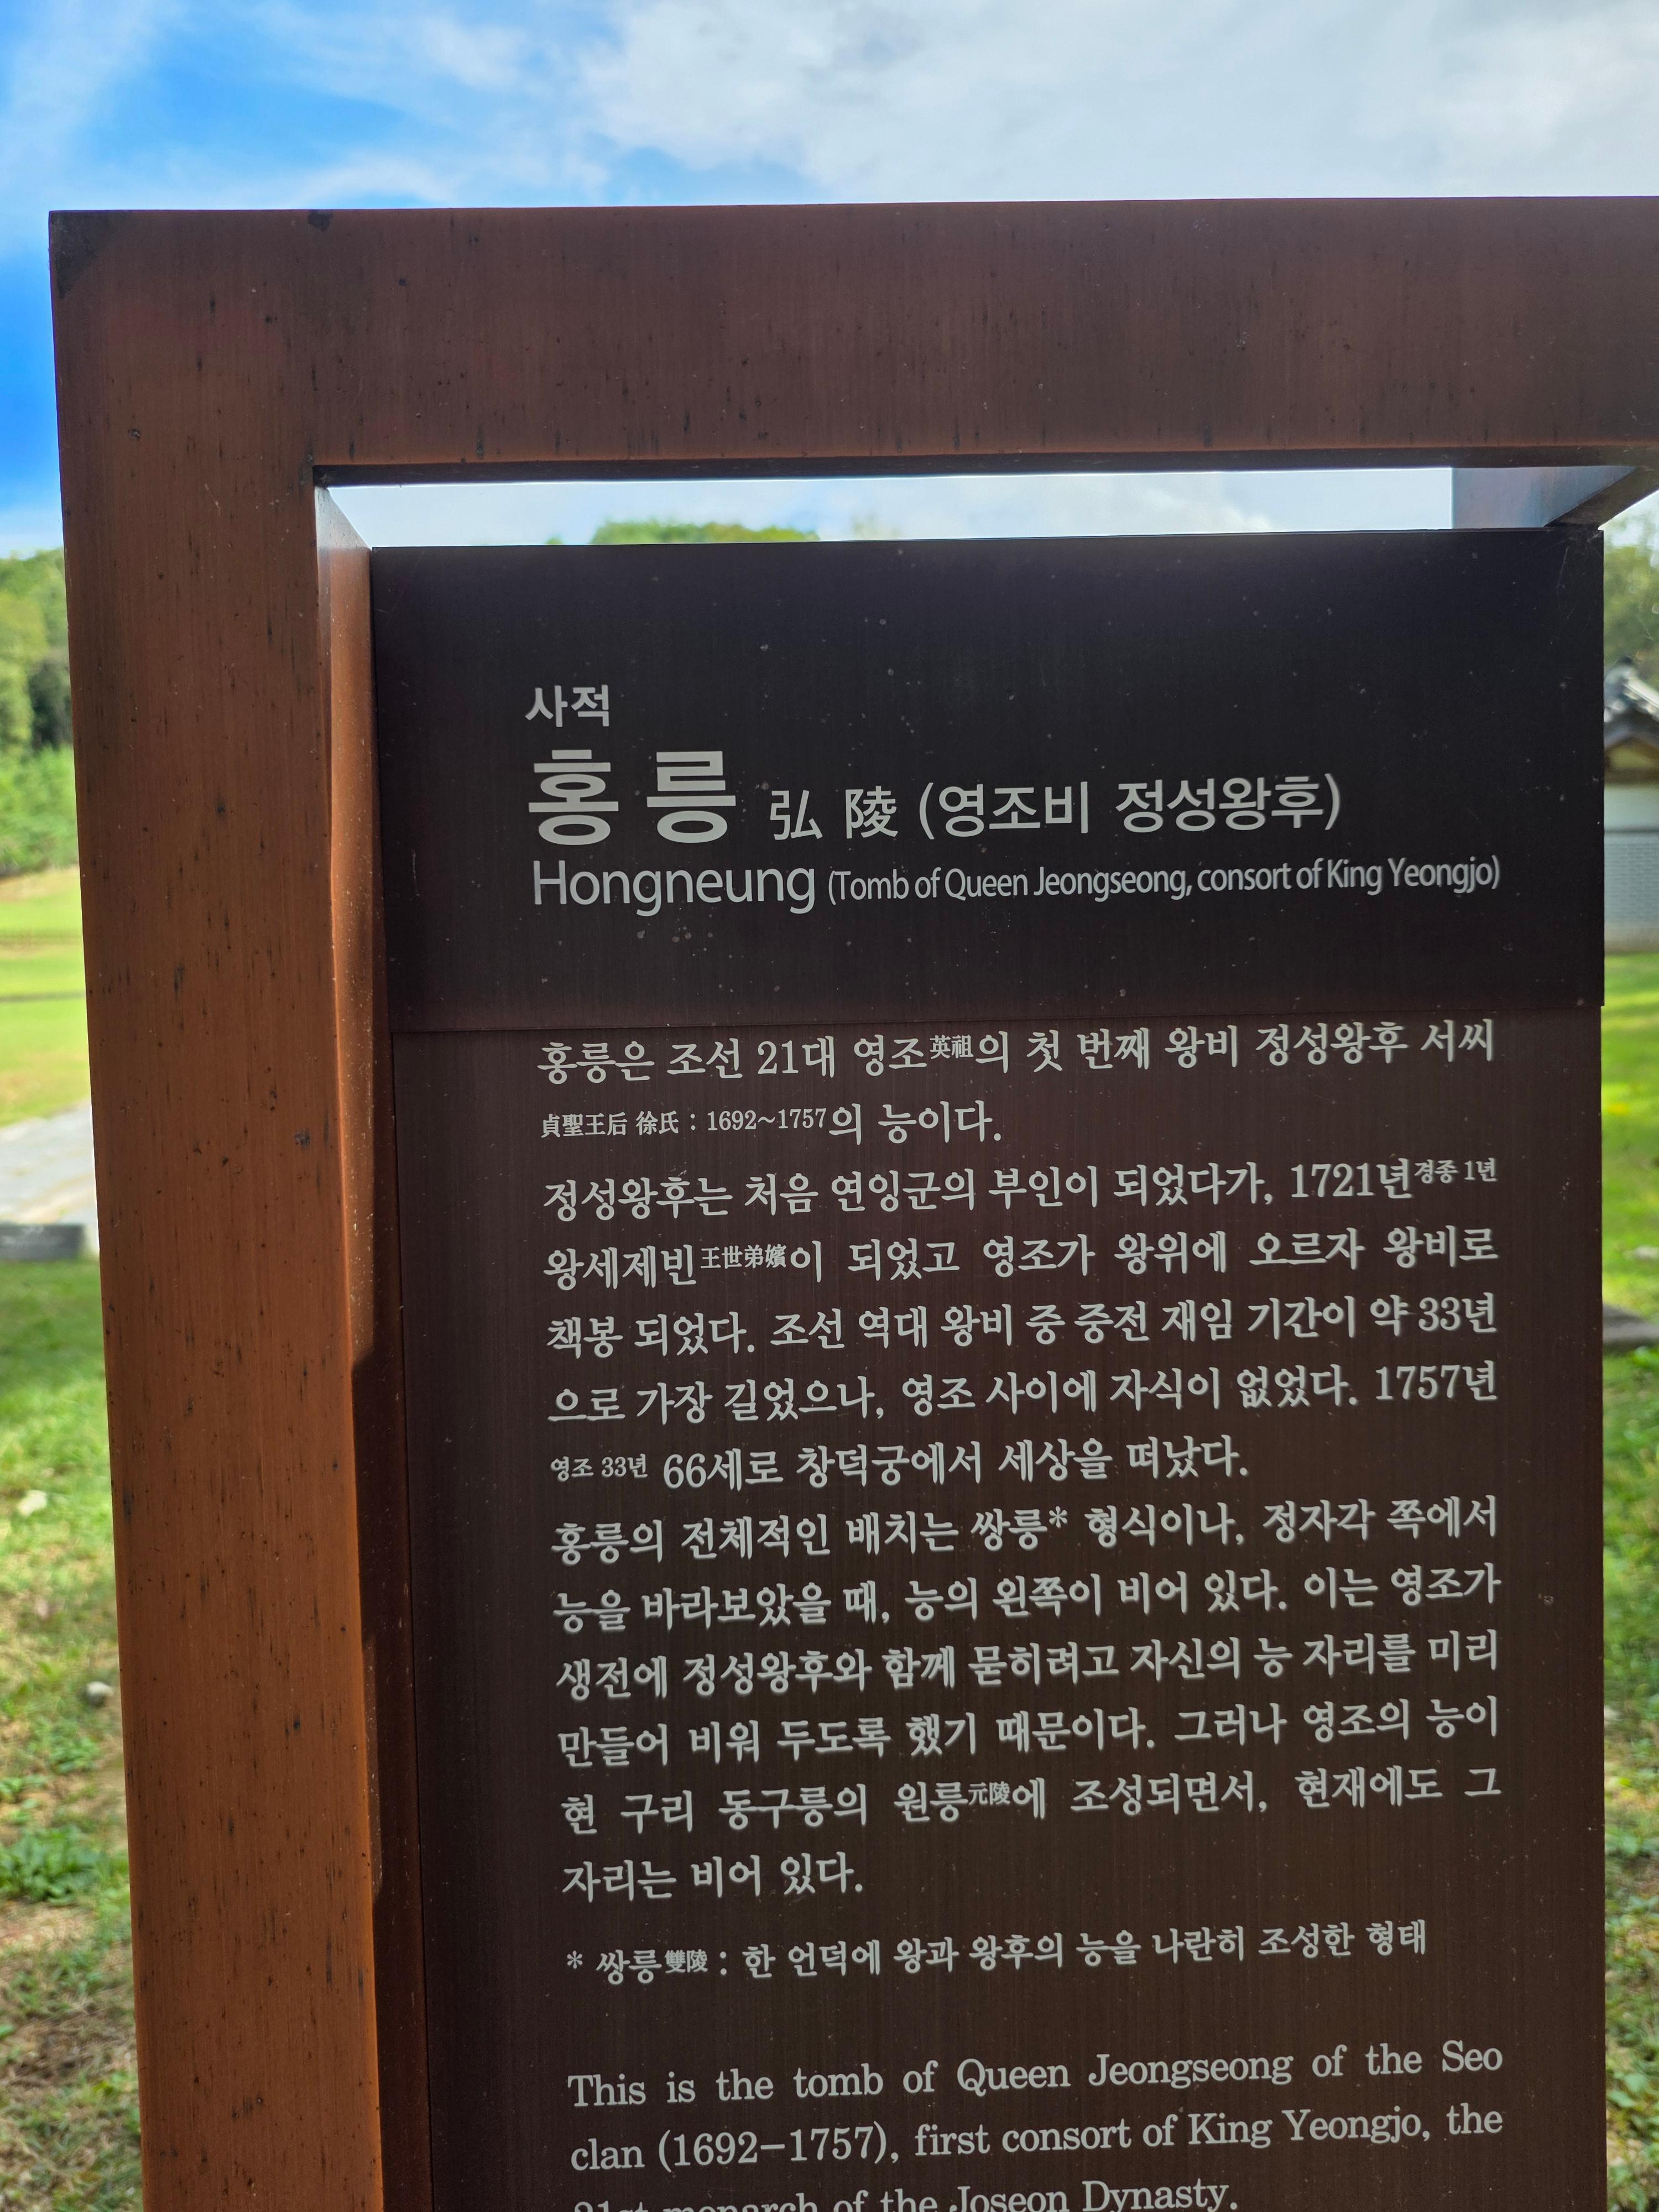 사적
홍릉 弘陵 (영조비 정성왕후)
Hongneung (Tomb of Queen Jeongseong, consort of King Yeongjo)
홍릉은 조선 21대 영조英祖의 첫 번째 왕비 정성왕후 서씨
貞聖王后 徐氏 : 1692~1757의 능이다.
정성왕후는 처음 연잉군의 부인이 되었다가, 1721년경종 1년
왕세제빈王世弟嬪이 되었고 영조가 왕위에 오르자 왕비로
책봉 되었다. 조선 역대 왕비 중 중전 재임 기간이 약 33년
으로 가장 길었으나, 영조 사이에 자식이 없었다. 1757년
영조 33년 66세로 창덕궁에서 세상을 떠났다.
홍릉의 전체적인 배치는 쌍릉* 형식이나, 정자각 쪽에서
능을 바라보았을 때, 능의 왼쪽이 비어 있다. 이는 영조가
생전에 정성왕후와 함께 묻히려고 자신의 능 자리를 미리
만들어 비워 두도록 했기 때문이다. 그러나 영조의 능이
현 구리 동구릉의 원릉元陵에 조성되면서, 현재에도 그
자리는 비어 있다.
* 쌍릉雙陵 : 한 언덕에 왕과 왕후의 능을 나란히 조성한 형태
This is the tomb of Queen Jeongseong of the Seo
clan (1692–1757), first consort of King Yeongjo, the
21st monarch of the Joseon Dynasty.